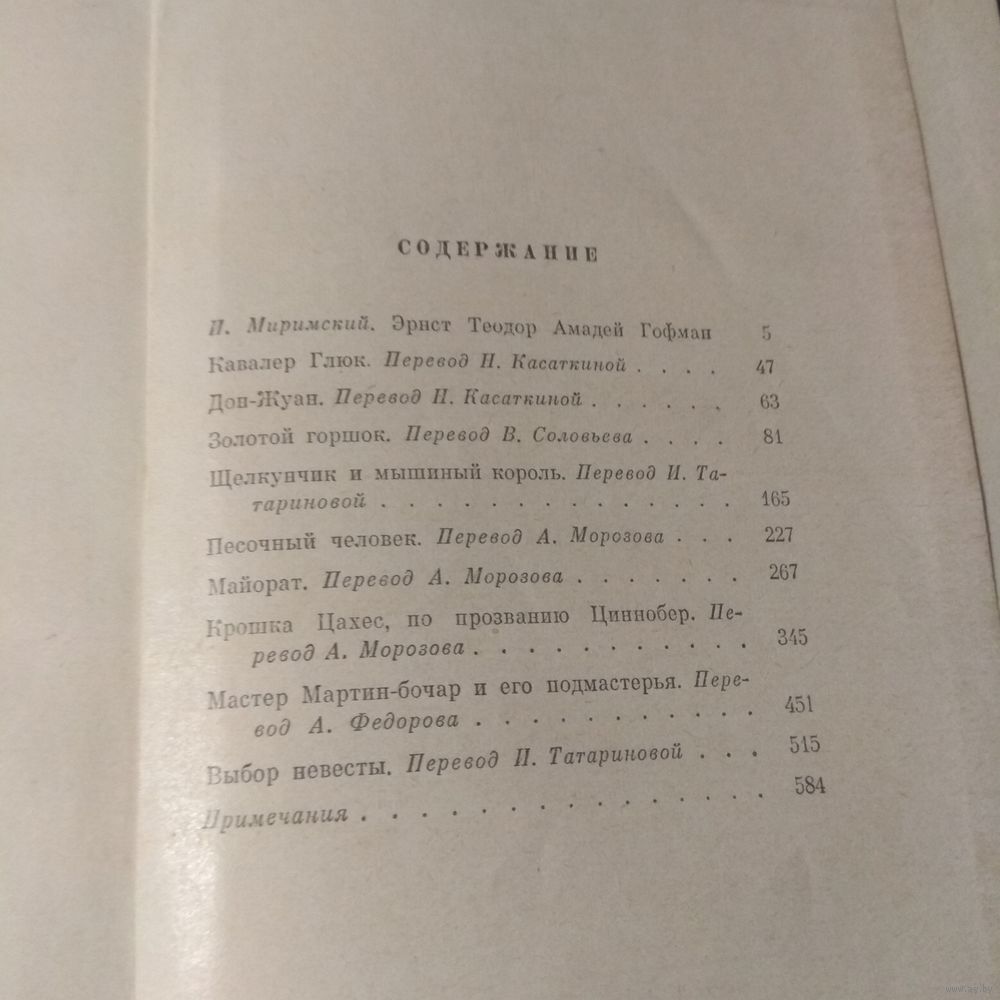 СОДЕРЖАНИЕ
И. Миримский. Эрнст Теодор Амадей Гофман 5
Кавалер Глюк. Перевод Н. Касаткиной . . . . 47
Дон-Жуан. Перевод Н. Касаткиной . . . . . . 63
Золотой горшок. Перевод В. Соловьева . . . . 81
Щелкунчик и мышиный король. Перевод И. Та-
тариновой . . . . . . . . . . . . . . 165
Песочный человек. Перевод А. Морозова . . . 227
Майорат. Перевод А. Морозова . . . . . . . 267
Крошка Цахес, по прозванию Циннобер. Пе-
ревод А. Морозова . . . . . . . . . . . 345
Мастер Мартин-бочар и его подмастерья. Пере-
вод А. Федорова . . . . . . . . . . . 451
Выбор невесты. Перевод И. Татариновой . . . 515
Примечания . . . . . . . . . . . . . . 584
www.ay.by